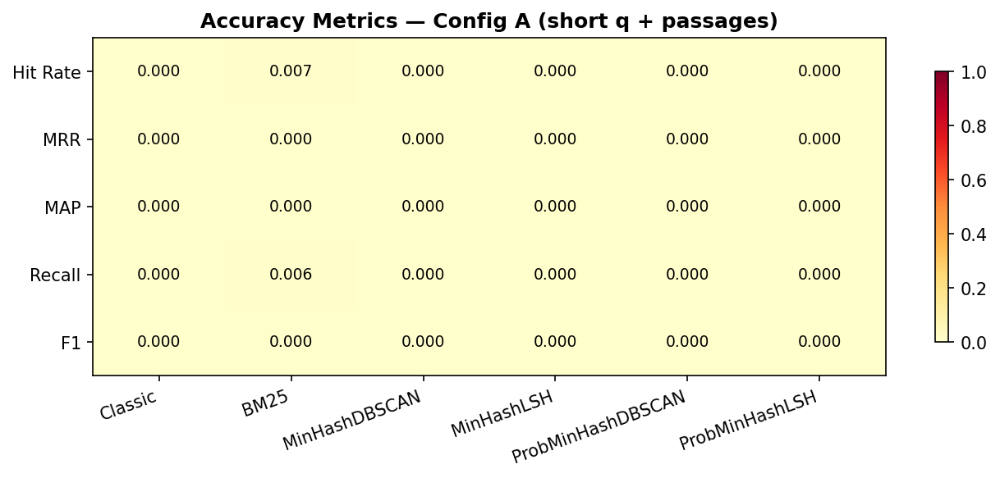 Accuracy Metrics — Config A (short q + passages)
Hit Rate 0.000 0.007 0.000 0.000 0.000 0.000
MRR 0.000 0.000 0.000 0.000 0.000 0.000
MAP 0.000 0.000 0.000 0.000 0.000 0.000
Recall 0.000 0.006 0.000 0.000 0.000 0.000
F1 0.000 0.000 0.000 0.000 0.000 0.000
Classic BM25 MinHashDBSCAN MinHashLSH ProbMinHashDBSCAN ProbMinHashLSH
1.0
0.8
0.6
0.4
0.2
0.0